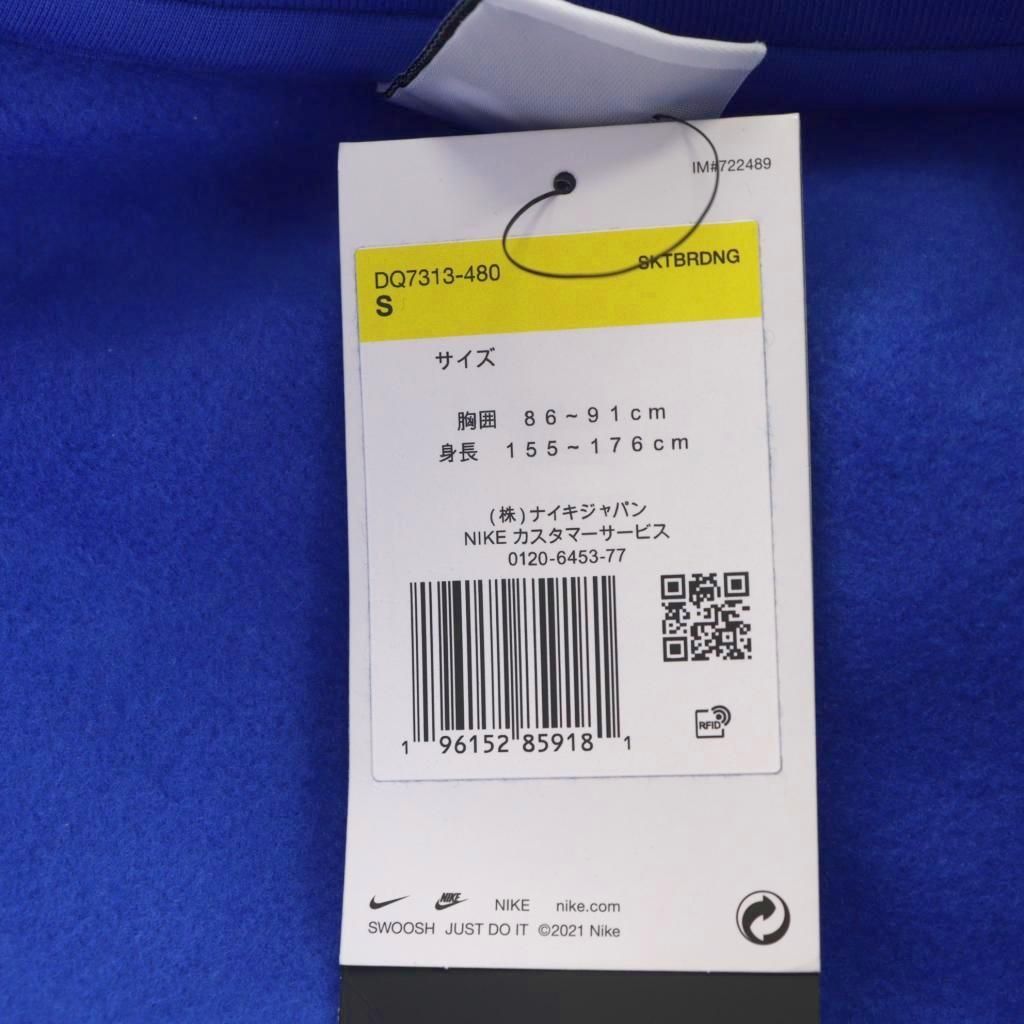 IM#722489
DQ7313-480
SKTBRDNG
S
サイズ
胸囲 86~91cm
身長 155~176cm
(株)ナイキジャパン
NIKE カスタマーサービス
0120-6453-77
1 96152 85918 1
RFID
NIKE NIKE nike.com
SWOOSH JUST DO IT ©2021 Nike